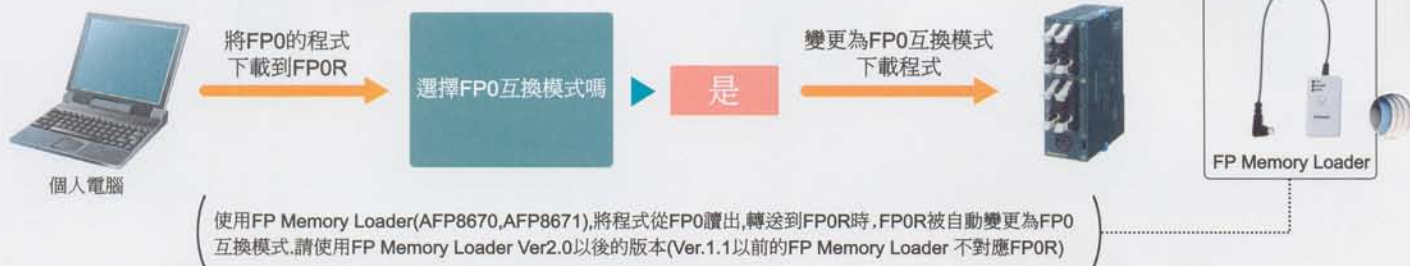 將FP0的程式
下載到FP0R
選擇FP0互換模式嗎
是
變更為FP0互換模式
下載程式
個人電腦
FP Memory Loader
使用FP Memory Loader(AFP8670,AFP8671),將程式從FP0讀出,轉送到FP0R時,FP0R被自動變更為FP0
互換模式.請使用FP Memory Loader Ver2.0以後的版本(Ver.1.1以前的FP Memory Loader 不對應FP0R)